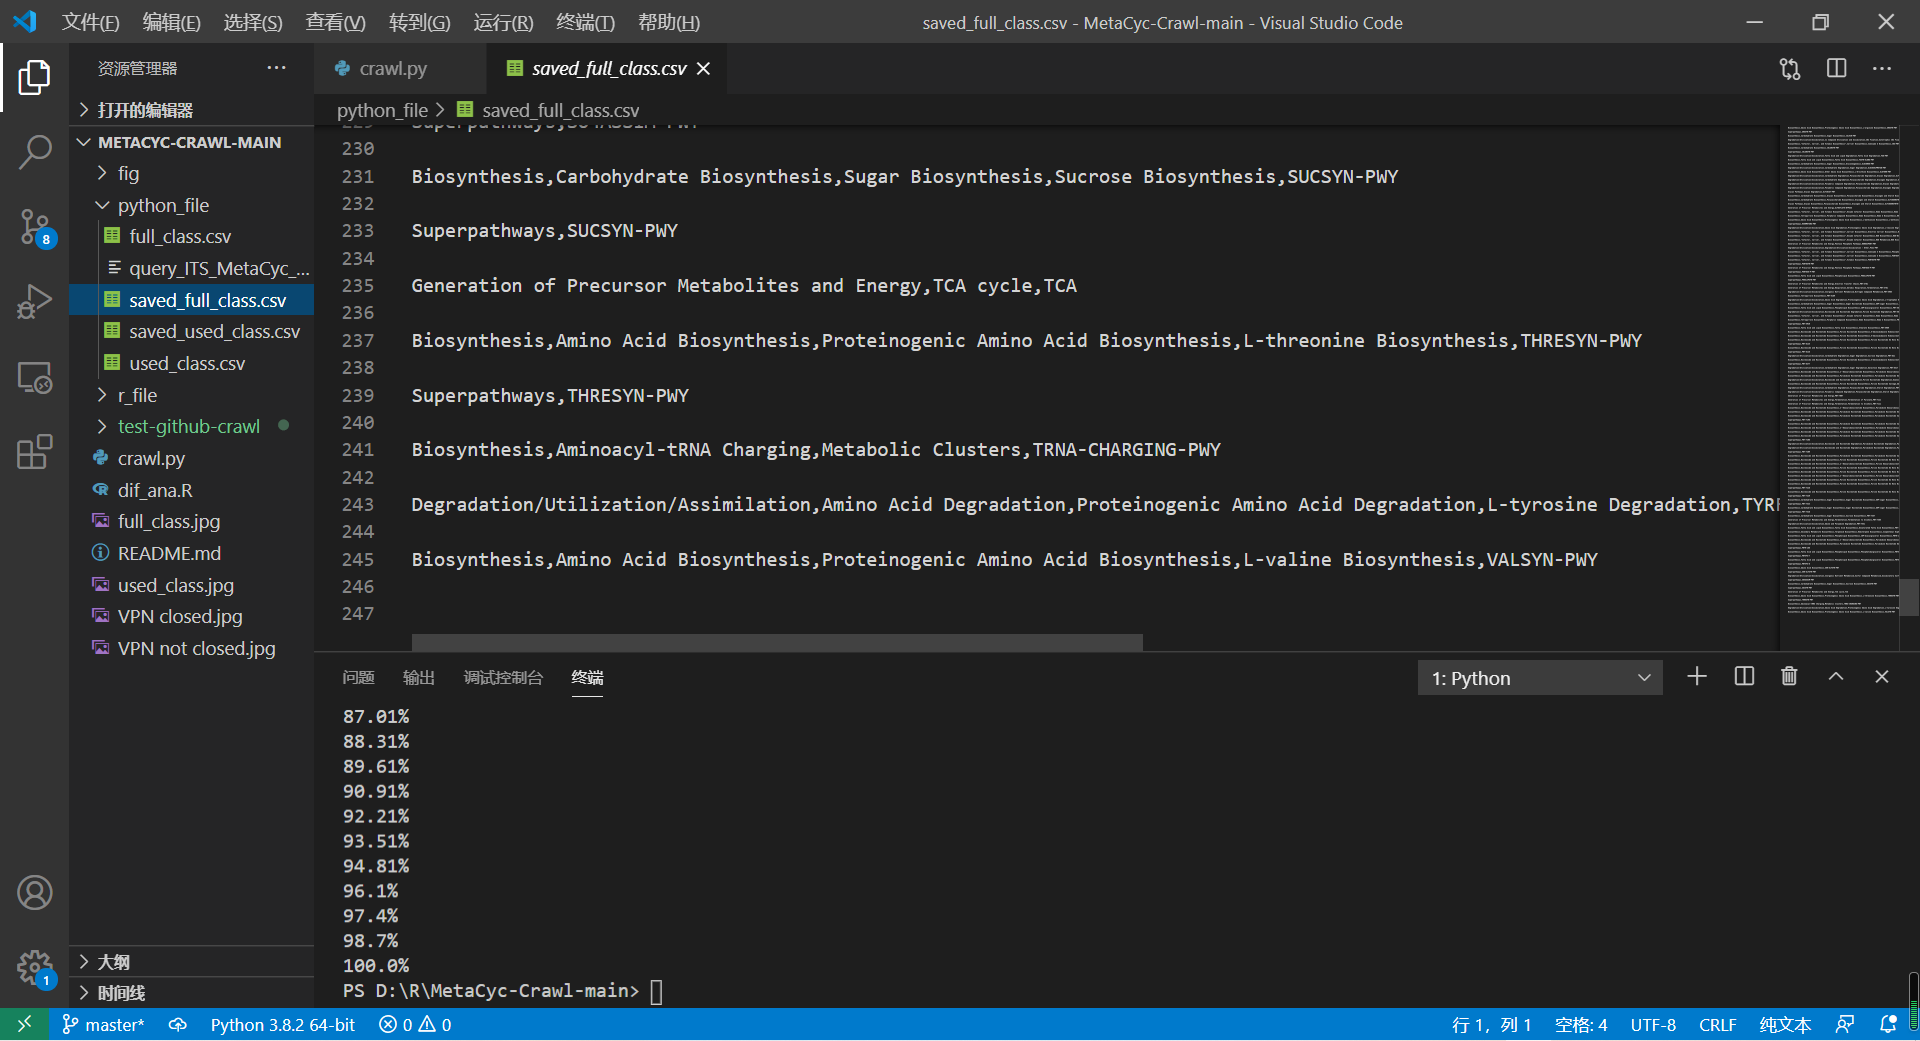 文件(F) 编辑(E) 选择(S) 查看(V) 转到(G) 运行(R) 终端(T) 帮助(H)
saved_full_class.csv - MetaCyc-Crawl-main - Visual Studio Code
资源管理器
打开的编辑器
METACYC-CRAWL-MAIN
fig
python_file
full_class.csv
query_ITS_MetaCyc_...
saved_full_class.csv
saved_used_class.csv
used_class.csv
r_file
test-github-crawl
crawl.py
dif_ana.R
full_class.jpg
README.md
used_class.jpg
VPN closed.jpg
VPN not closed.jpg
大纲
时间线
8
1
crawl.py
saved_full_class.csv
python_file > saved_full_class.csv
229 Superpathways,SO4ASSIM-PWY
230
231 Biosynthesis,Carbohydrate Biosynthesis,Sugar Biosynthesis,Sucrose Biosynthesis,SUCSYN-PWY
232
233 Superpathways,SUCSYN-PWY
234
235 Generation of Precursor Metabolites and Energy,TCA cycle,TCA
236
237 Biosynthesis,Amino Acid Biosynthesis,Proteinogenic Amino Acid Biosynthesis,L-threonine Biosynthesis,THRESYN-PWY
238
239 Superpathways,THRESYN-PWY
240
241 Biosynthesis,Aminoacyl-tRNA Charging,Metabolic Clusters,TRNA-CHARGING-PWY
242
243 Degradation/Utilization/Assimilation,Amino Acid Degradation,Proteinogenic Amino Acid Degradation,L-tyrosine Degradation,TYRF
244
245 Biosynthesis,Amino Acid Biosynthesis,Proteinogenic Amino Acid Biosynthesis,L-valine Biosynthesis,VALSYN-PWY
246
247
问题 输出 调试控制台 终端
1: Python
87.01%
88.31%
89.61%
90.91%
92.21%
93.51%
94.81%
96.1%
97.4%
98.7%
100.0%
PS D:\R\MetaCyc-Crawl-main>
master* Python 3.8.2 64-bit 0 0
行 1，列 1 空格: 4 UTF-8 CRLF 纯文本